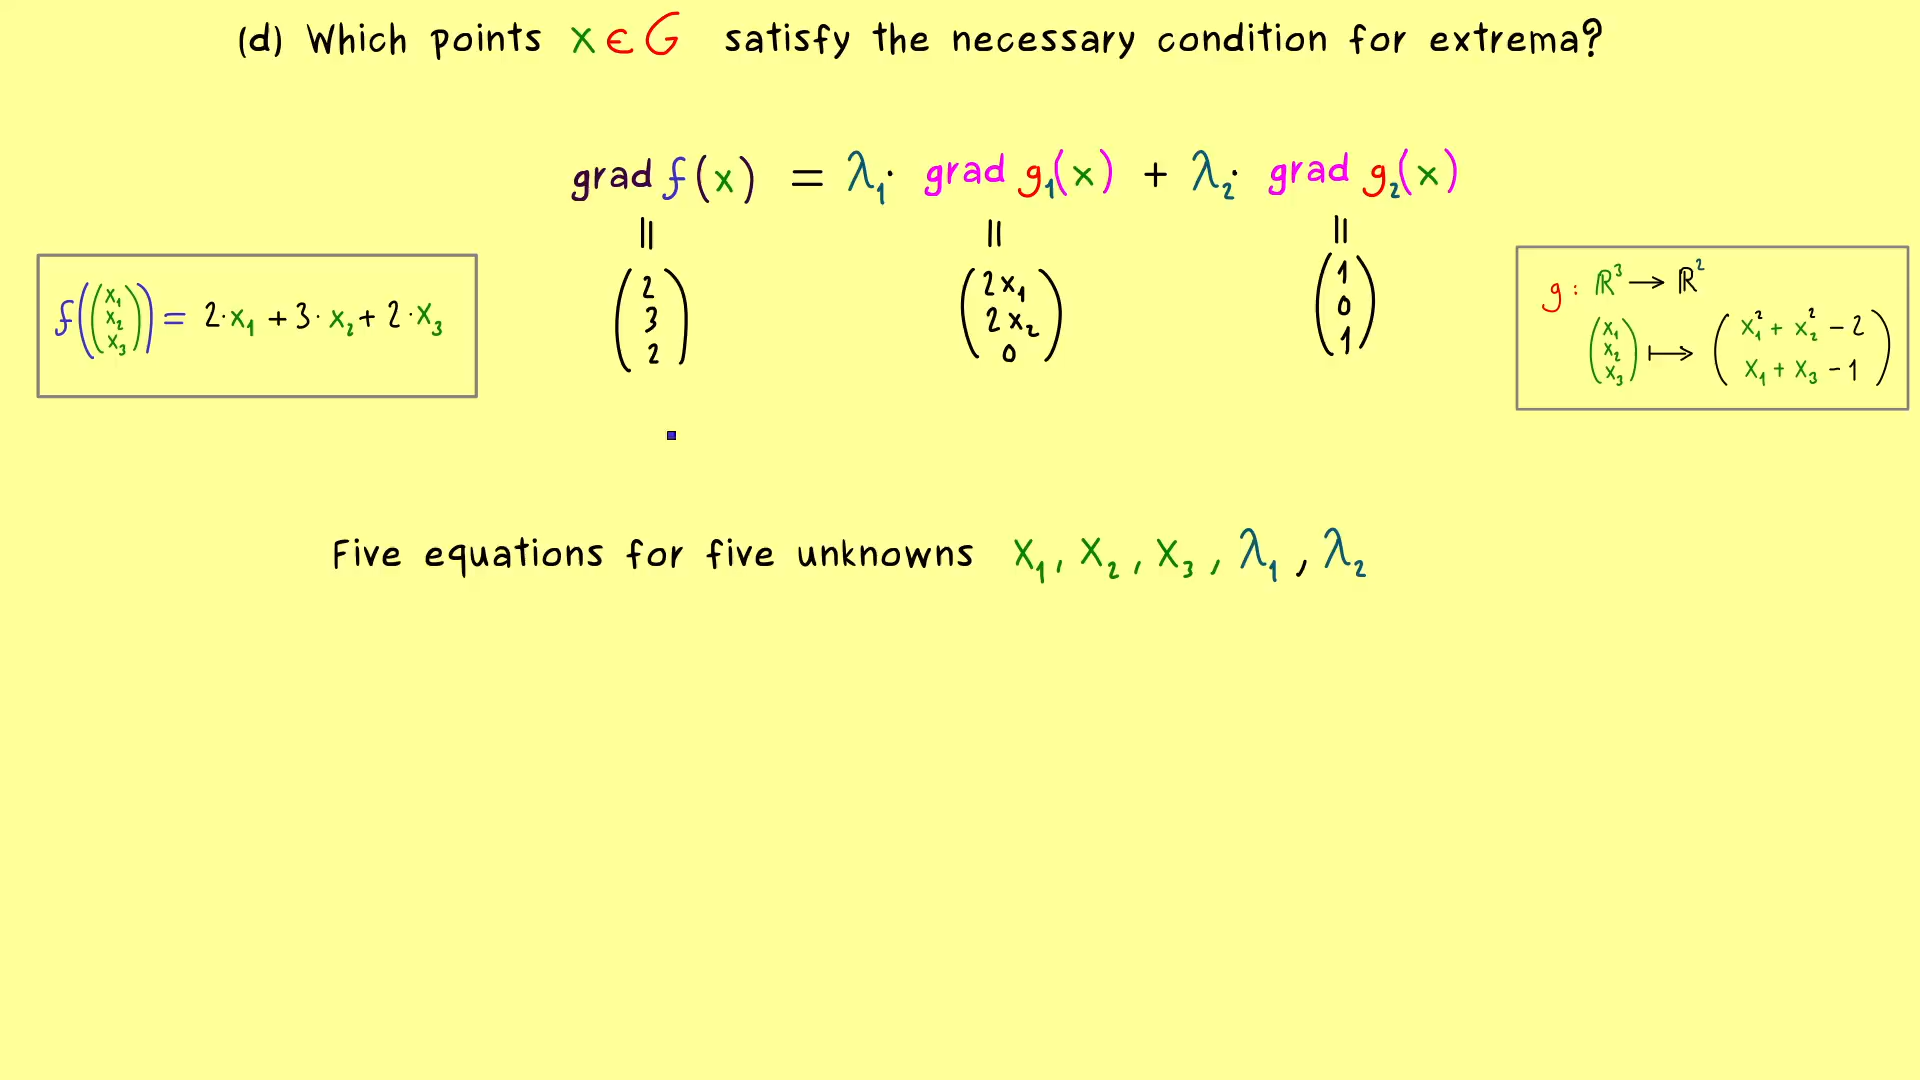 (d) Which points x ∈ G satisfy the necessary condition for extrema?
grad f(x) = λ₁· grad g₁(x) + λ₂· grad g₂(x)
|| || ||
f((x₁ x₂ x₃)) = 2·x₁ + 3·x₂ + 2·x₃
(2 3 2) (2x₁ 2x₂ 0) (1 0 1)
g: ℝ³ → ℝ²
(x₁ x₂ x₃) ↦ (x₁² + x₂² − 2
x₁ + x₃ − 1)
Five equations for five unknowns x₁, x₂, x₃, λ₁, λ₂